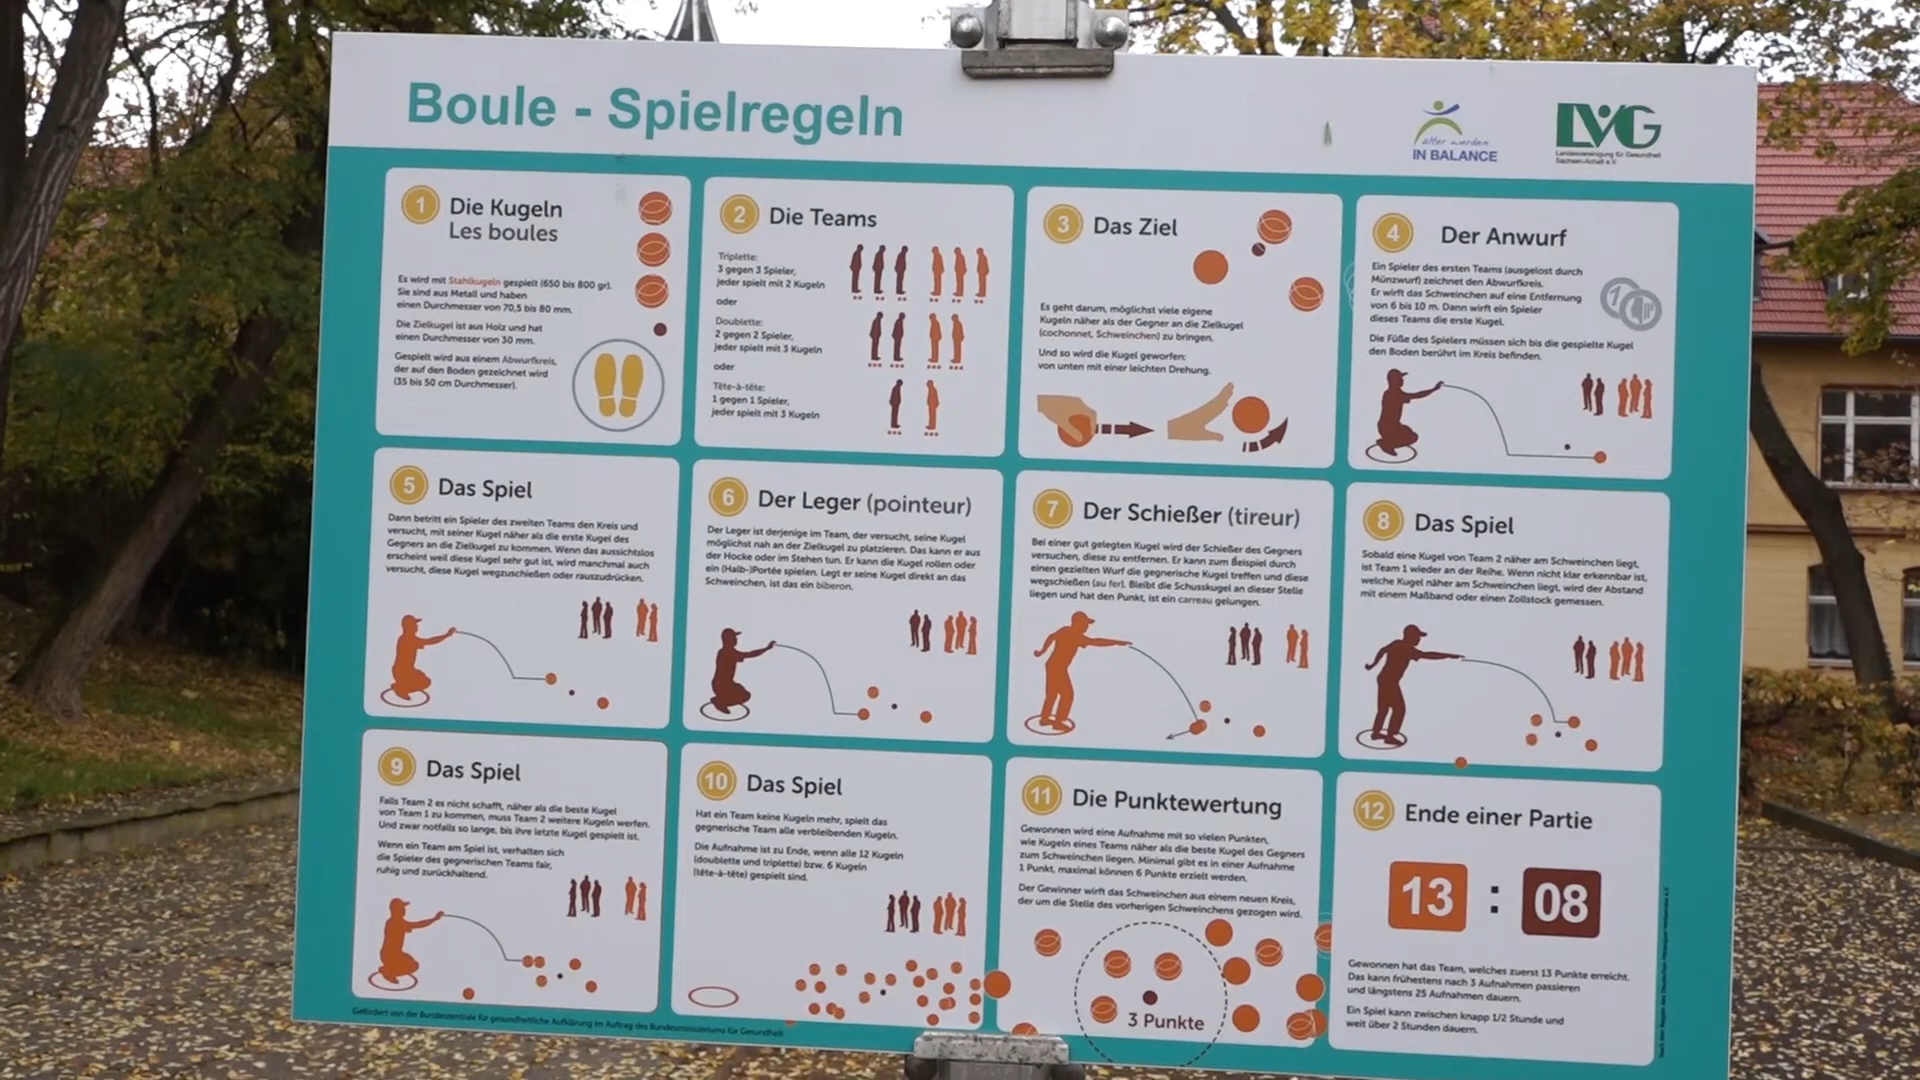 Boule - Spielregeln
älter werden
IN BALANCE
LVG
Landesvereinigung für Gesundheit
Sachsen-Anhalt e.V.
1
Die Kugeln
Les boules
Es wird mit Stahlkugeln gespielt (650 bis 800 gr).
Sie sind aus Metall und haben
einen Durchmesser von 70,5 bis 80 mm.
Die Zielkugel ist aus Holz und hat
einen Durchmesser von 30 mm.
Gespielt wird aus einem Abwurfkreis,
der auf den Boden gezeichnet wird
(35 bis 50 cm Durchmesser).
2
Die Teams
Triplette:
3 gegen 3 Spieler,
jeder spielt mit 2 Kugeln
oder
Doublette:
2 gegen 2 Spieler,
jeder spielt mit 3 Kugeln
oder
Tête-à-tête:
1 gegen 1 Spieler,
jeder spielt mit 3 Kugeln
3
Das Ziel
Es geht darum, möglichst viele eigene
Kugeln näher als der Gegner an die Zielkugel
(cochonnet, Schweinchen) zu bringen.
Und so wird die Kugel geworfen:
von unten mit einer leichten Drehung.
4
Der Anwurf
Ein Spieler des ersten Teams (ausgelost durch
Münzwurf) zeichnet den Abwurfkreis.
Er wirft das Schweinchen auf eine Entfernung
von 6 bis 10 m. Dann wirft ein Spieler
dieses Teams die erste Kugel.
Die Füße des Spielers müssen sich bis die gespielte Kugel
den Boden berührt im Kreis befinden.
5
Das Spiel
Dann betritt ein Spieler des zweiten Teams den Kreis und
versucht, mit seiner Kugel näher als die erste Kugel des
Gegners an die Zielkugel zu kommen. Wenn das aussichtslos
erscheint weil diese Kugel sehr gut ist, wird manchmal auch
versucht, diese Kugel wegzuschießen oder rauszudrücken.
6
Der Leger (pointeur)
Der Leger ist derjenige im Team, der versucht, seine Kugel
möglichst nah an der Zielkugel zu platzieren. Das kann er aus
der Hocke oder im Stehen tun. Er kann die Kugel rollen oder
ein (Halb-)Portée spielen. Legt er seine Kugel direkt an das
Schweinchen, ist das ein biberon.
7
Der Schießer (tireur)
Bei einer gut gelegten Kugel wird der Schießer des Gegners
versuchen, diese zu entfernen. Er kann zum Beispiel durch
einen gezielten Wurf die gegnerische Kugel treffen und diese
wegschießen (au fer). Bleibt die Schusskugel an dieser Stelle
liegen und hat den Punkt, ist ein carreau gelungen.
8
Das Spiel
Sobald eine Kugel von Team 2 näher am Schweinchen liegt,
ist Team 1 wieder an der Reihe. Wenn nicht klar erkennbar ist,
welche Kugel näher am Schweinchen liegt, wird der Abstand
mit einem Maßband oder einen Zollstock gemessen.
9
Das Spiel
Falls Team 2 es nicht schafft, näher als die beste Kugel
von Team 1 zu kommen, muss Team 2 weitere Kugeln werfen.
Und zwar notfalls so lange, bis ihre letzte Kugel gespielt ist.
Wenn ein Team am Spiel ist, verhalten sich
die Spieler des gegnerischen Teams fair,
ruhig und zurückhaltend.
10
Das Spiel
Hat ein Team keine Kugeln mehr, spielt das
gegnerische Team alle verbleibenden Kugeln.
Die Aufnahme ist zu Ende, wenn alle 12 Kugeln
(doublette und triplette) bzw. 6 Kugeln
(tête-à-tête) gespielt sind.
11
Die Punktewertung
Gewonnen wird eine Aufnahme mit so vielen Punkten,
wie Kugeln eines Teams näher als die beste Kugel des Gegners
zum Schweinchen liegen. Minimal gibt es in einer Aufnahme
1 Punkt, maximal können 6 Punkte erzielt werden.
Der Gewinner wirft das Schweinchen aus einem neuen Kreis,
der um die Stelle des vorherigen Schweinchens gezogen wird.
3 Punkte
12
Ende einer Partie
13 : 08
Gewonnen hat das Team, welches zuerst 13 Punkte erreicht.
Das kann frühestens nach 3 Aufnahmen passieren
und längstens 25 Aufnahmen dauern.
Ein Spiel kann zwischen knapp 1/2 Stunde und
weit über 2 Stunden dauern.
Gefördert von der Bundeszentrale für gesundheitliche Aufklärung im Auftrag des Bundesministeriums für Gesundheit